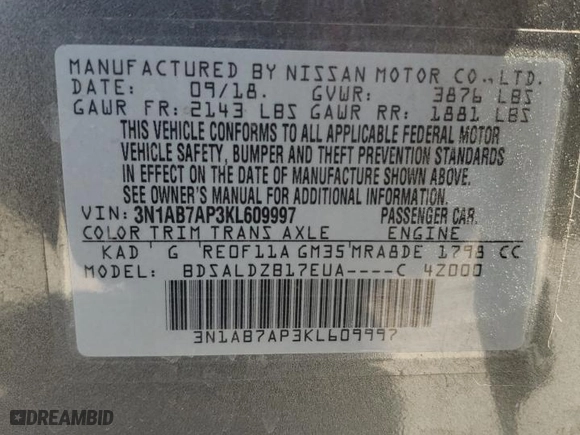 MANUFACTURED BY NISSAN MOTOR CO.,LTD.
DATE: 09/18. GVWR: 3876 LBS
GAWR FR: 2143 LBS GAWR RR: 1881 LBS
THIS VEHICLE CONFORMS TO ALL APPLICABLE FEDERAL MOTOR
VEHICLE SAFETY, BUMPER AND THEFT PREVENTION STANDARDS
IN EFFECT ON THE DATE OF MANUFACTURE SHOWN ABOVE.
SEE OWNER'S MANUAL FOR ADDITIONAL INFORMATION.
VIN: 3N1AB7AP3KL609997 PASSENGER CAR.
COLOR TRIM TRANS AXLE ENGINE
KAD G RE0F11A GM35 MRA8DE 1798 CC
MODEL: BDSALDZB17EUA----C 4Z000
3N1AB7AP3KL609997
DREAMBID